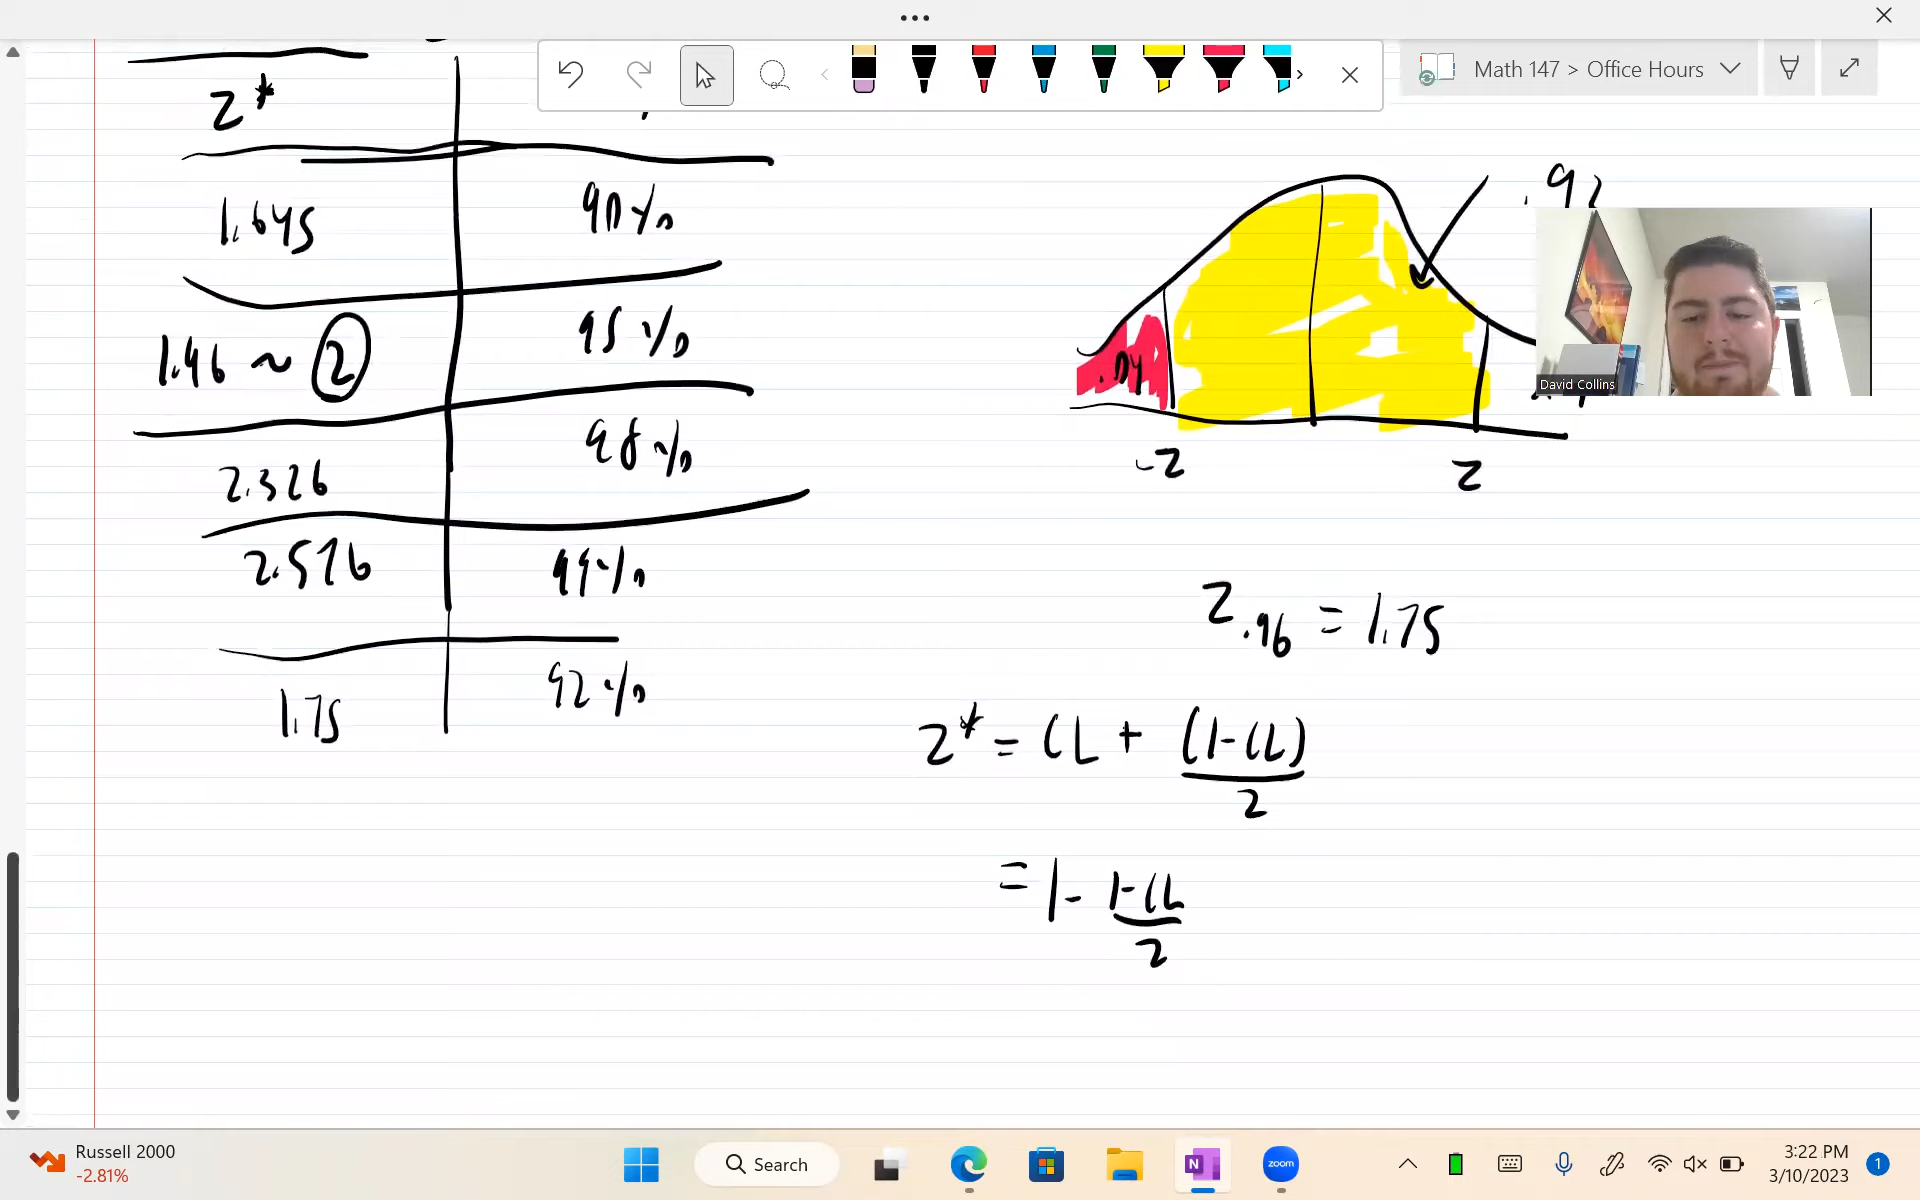 Math 147 > Office Hours
z*
1.645 90%
1.96 ~ 2 95%
2.326 98%
2.576 99%
1.75 92%
.92
.04
-z z
David Collins
z.96 = 1.75
z* = CL + (1-CL)
2
= 1 - 1-CL
2
Russell 2000
-2.81%
Search
N
zoom
3:22 PM
3/10/2023
1